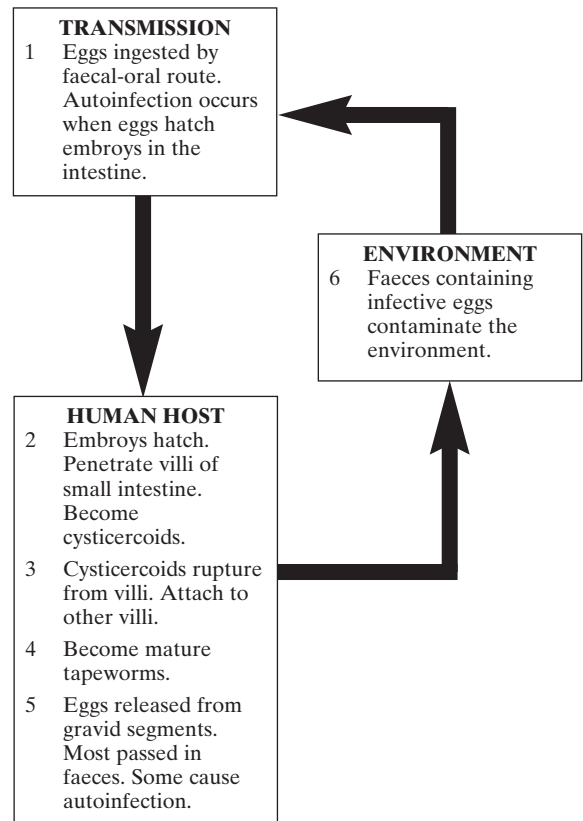 TRANSMISSION
1 Eggs ingested by
faecal-oral route.
Autoinfection occurs
when eggs hatch
embroys in the
intestine.
ENVIRONMENT
6 Faeces containing
infective eggs
contaminate the
environment.
HUMAN HOST
2 Embroys hatch.
Penetrate villi of
small intestine.
Become
cysticercoids.
3 Cysticercoids rupture
from villi. Attach to
other villi.
4 Become mature
tapeworms.
5 Eggs released from
gravid segments.
Most passed in
faeces. Some cause
autoinfection.